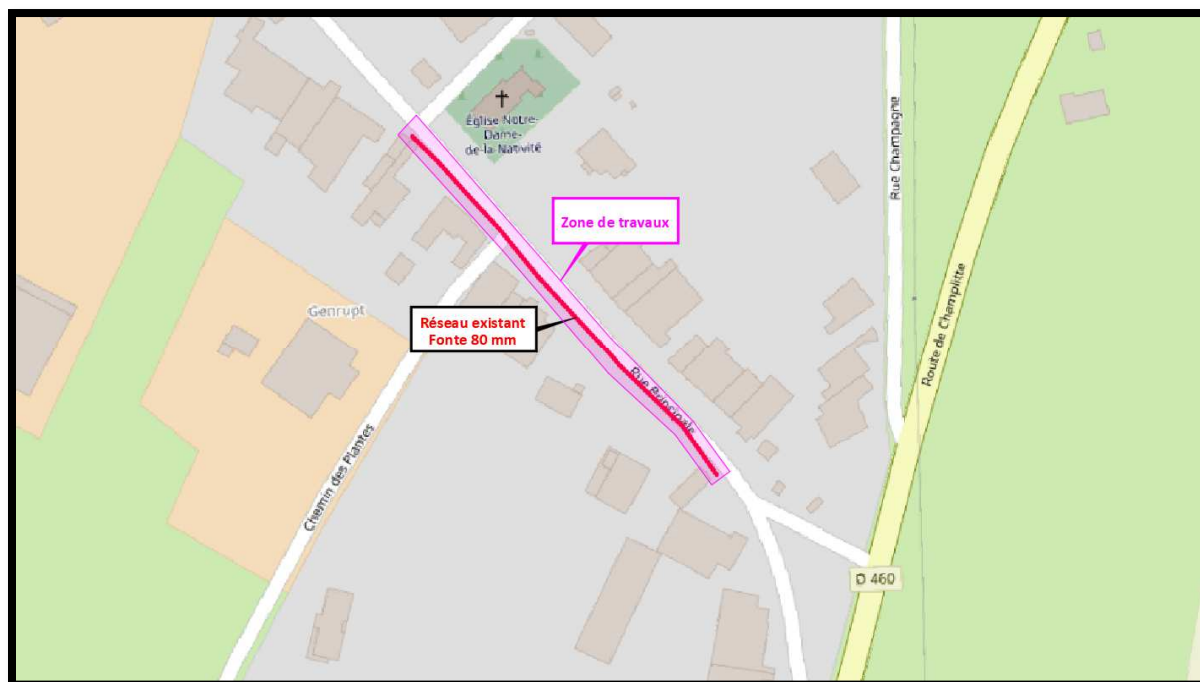 Église Notre-
Dame-
de-la-Nativité
Rue Champagne
Zone de travaux
Route de Champlitte
Genrupt
Réseau existant
Fonte 80 mm
Rue Principale
Chemin des Plantes
D 460